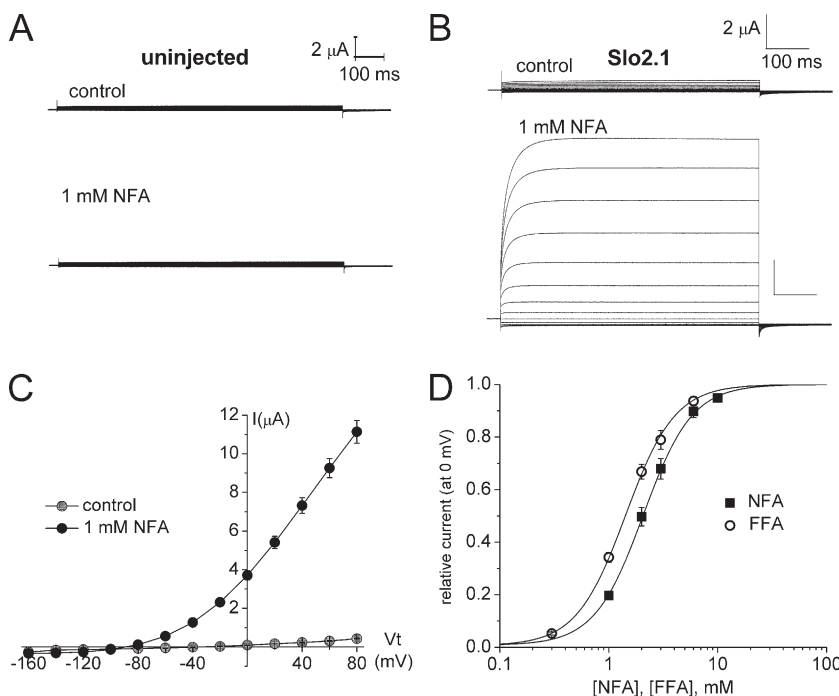 A
uninjected
2 μA
100 ms
control
1 mM NFA
B
Slo2.1
2 μA
100 ms
control
1 mM NFA
C
I(μA)
12
10
8
6
4
2
control
1 mM NFA
-160
-120
-80
-40
40
80
Vt
(mV)
D
relative current (at 0 mV)
1.0
0.8
0.6
0.4
0.2
0.0
NFA
FFA
0.1
1
10
100
[NFA], [FFA], mM